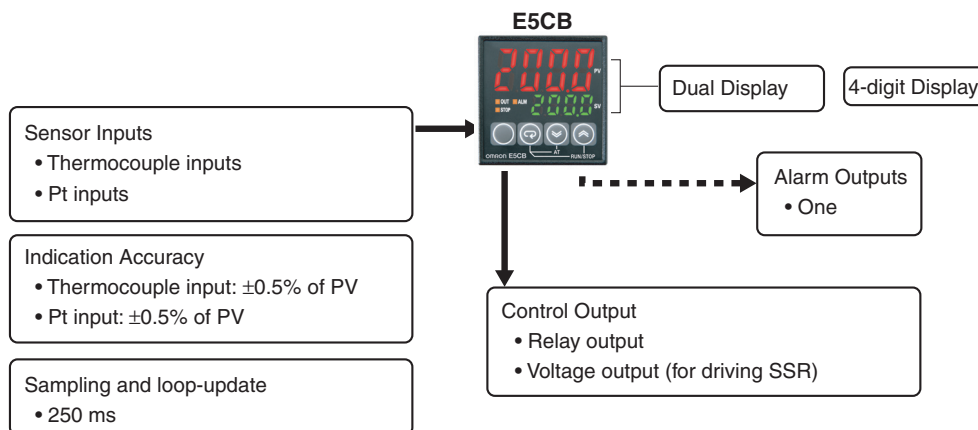 E5CB
200.0
PV
OUT ALM
STOP
200.0
SV
AT
omron E5CB
RUN/STOP
Dual Display
4-digit Display
Sensor Inputs
• Thermocouple inputs
• Pt inputs
Alarm Outputs
• One
Indication Accuracy
• Thermocouple input: ±0.5% of PV
• Pt input: ±0.5% of PV
Control Output
• Relay output
• Voltage output (for driving SSR)
Sampling and loop-update
• 250 ms